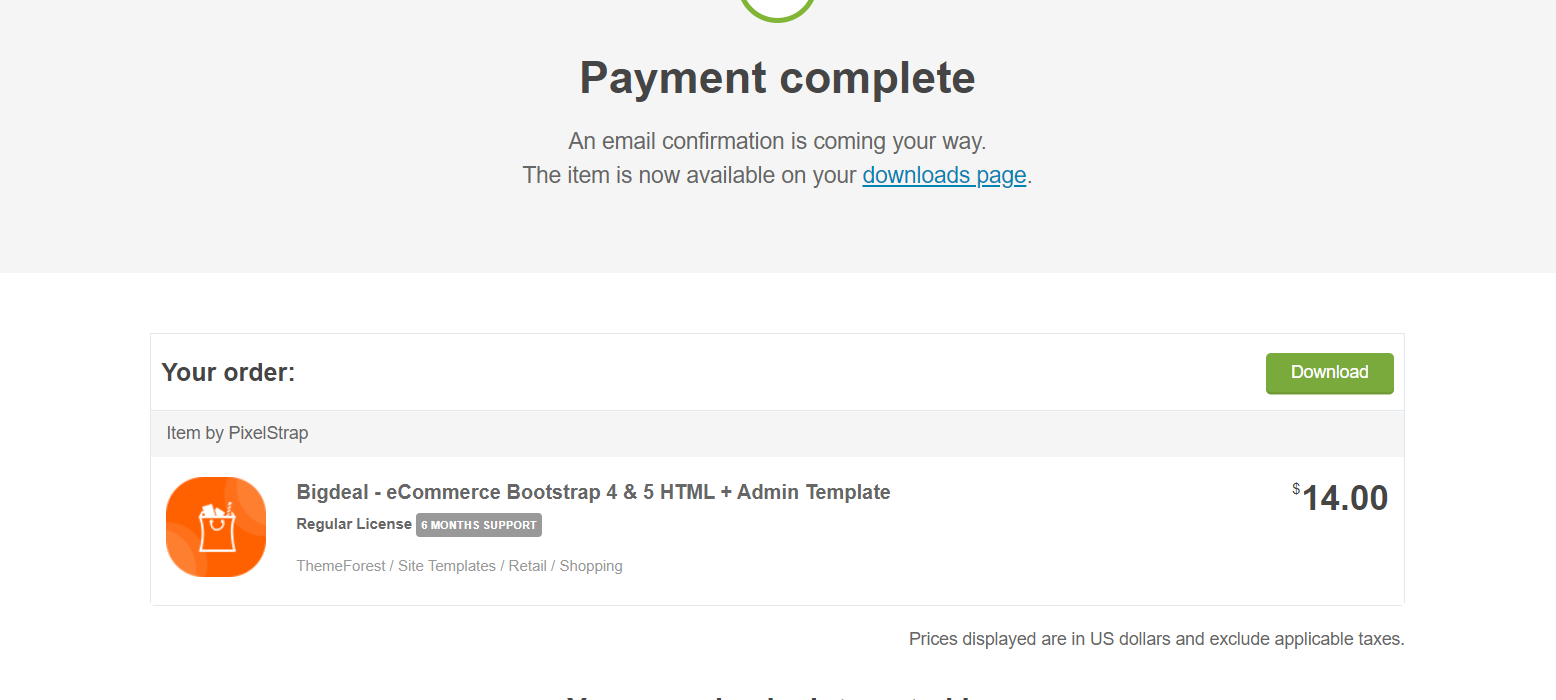 Payment complete
An email confirmation is coming your way.
The item is now available on your downloads page.
Your order:
Download
Item by PixelStrap
Bigdeal - eCommerce Bootstrap 4 & 5 HTML + Admin Template
$14.00
Regular License 6 MONTHS SUPPORT
ThemeForest / Site Templates / Retail / Shopping
Prices displayed are in US dollars and exclude applicable taxes.